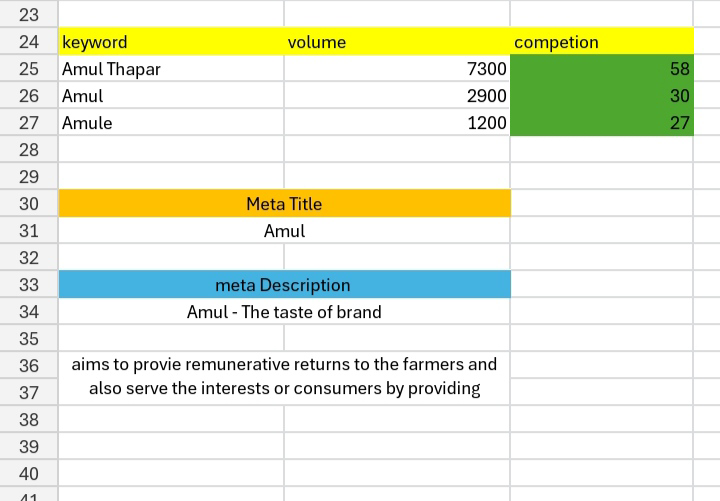 23
24 keyword volume competion
25 Amul Thapar 7300 58
26 Amul 2900 30
27 Amule 1200 27
28
29
30 Meta Title
31 Amul
32
33 meta Description
34 Amul - The taste of brand
35
36 aims to provie remunerative returns to the farmers and
37 also serve the interests or consumers by providing
38
39
40
41